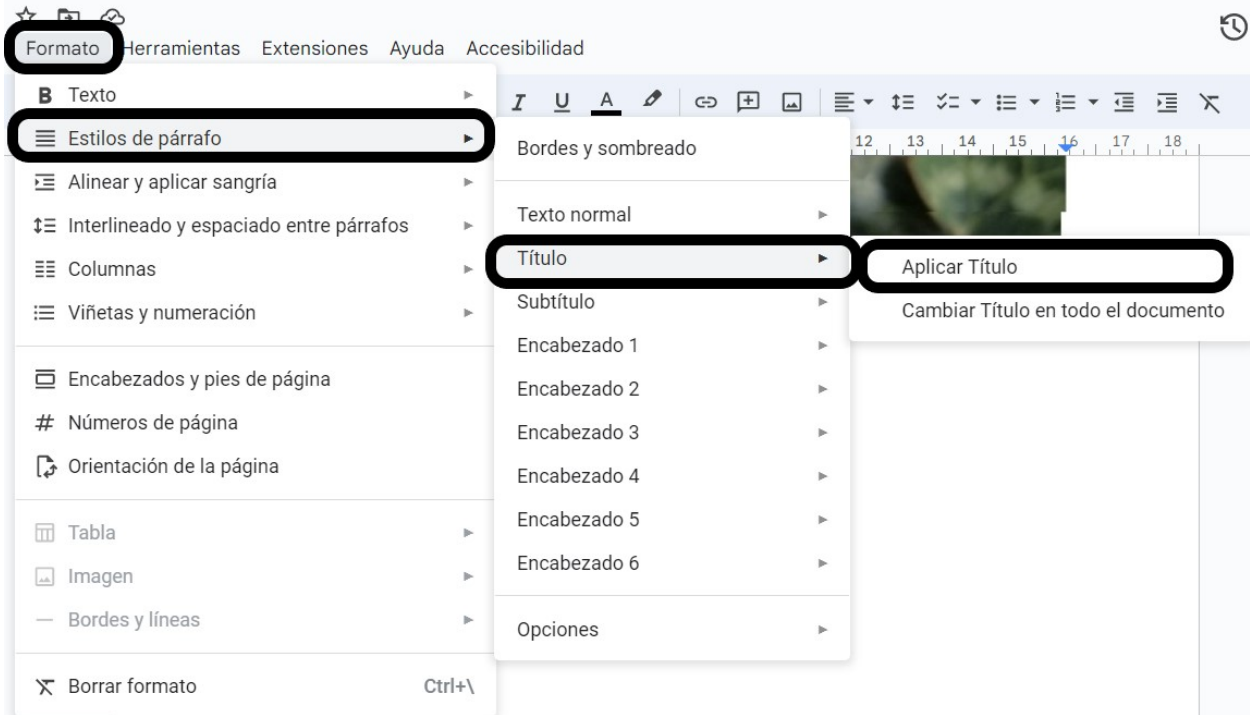 Formato Herramientas Extensiones Ayuda Accesibilidad
B Texto
Estilos de párrafo
Alinear y aplicar sangría
Interlineado y espaciado entre párrafos
Columnas
Viñetas y numeración
Encabezados y pies de página
# Números de página
Orientación de la página
Tabla
Imagen
Bordes y líneas
Borrar formato Ctrl+\
I U A
12 13 14 15 16 17 18
Bordes y sombreado
Texto normal
Título
Subtítulo
Encabezado 1
Encabezado 2
Encabezado 3
Encabezado 4
Encabezado 5
Encabezado 6
Opciones
Aplicar Título
Cambiar Título en todo el documento